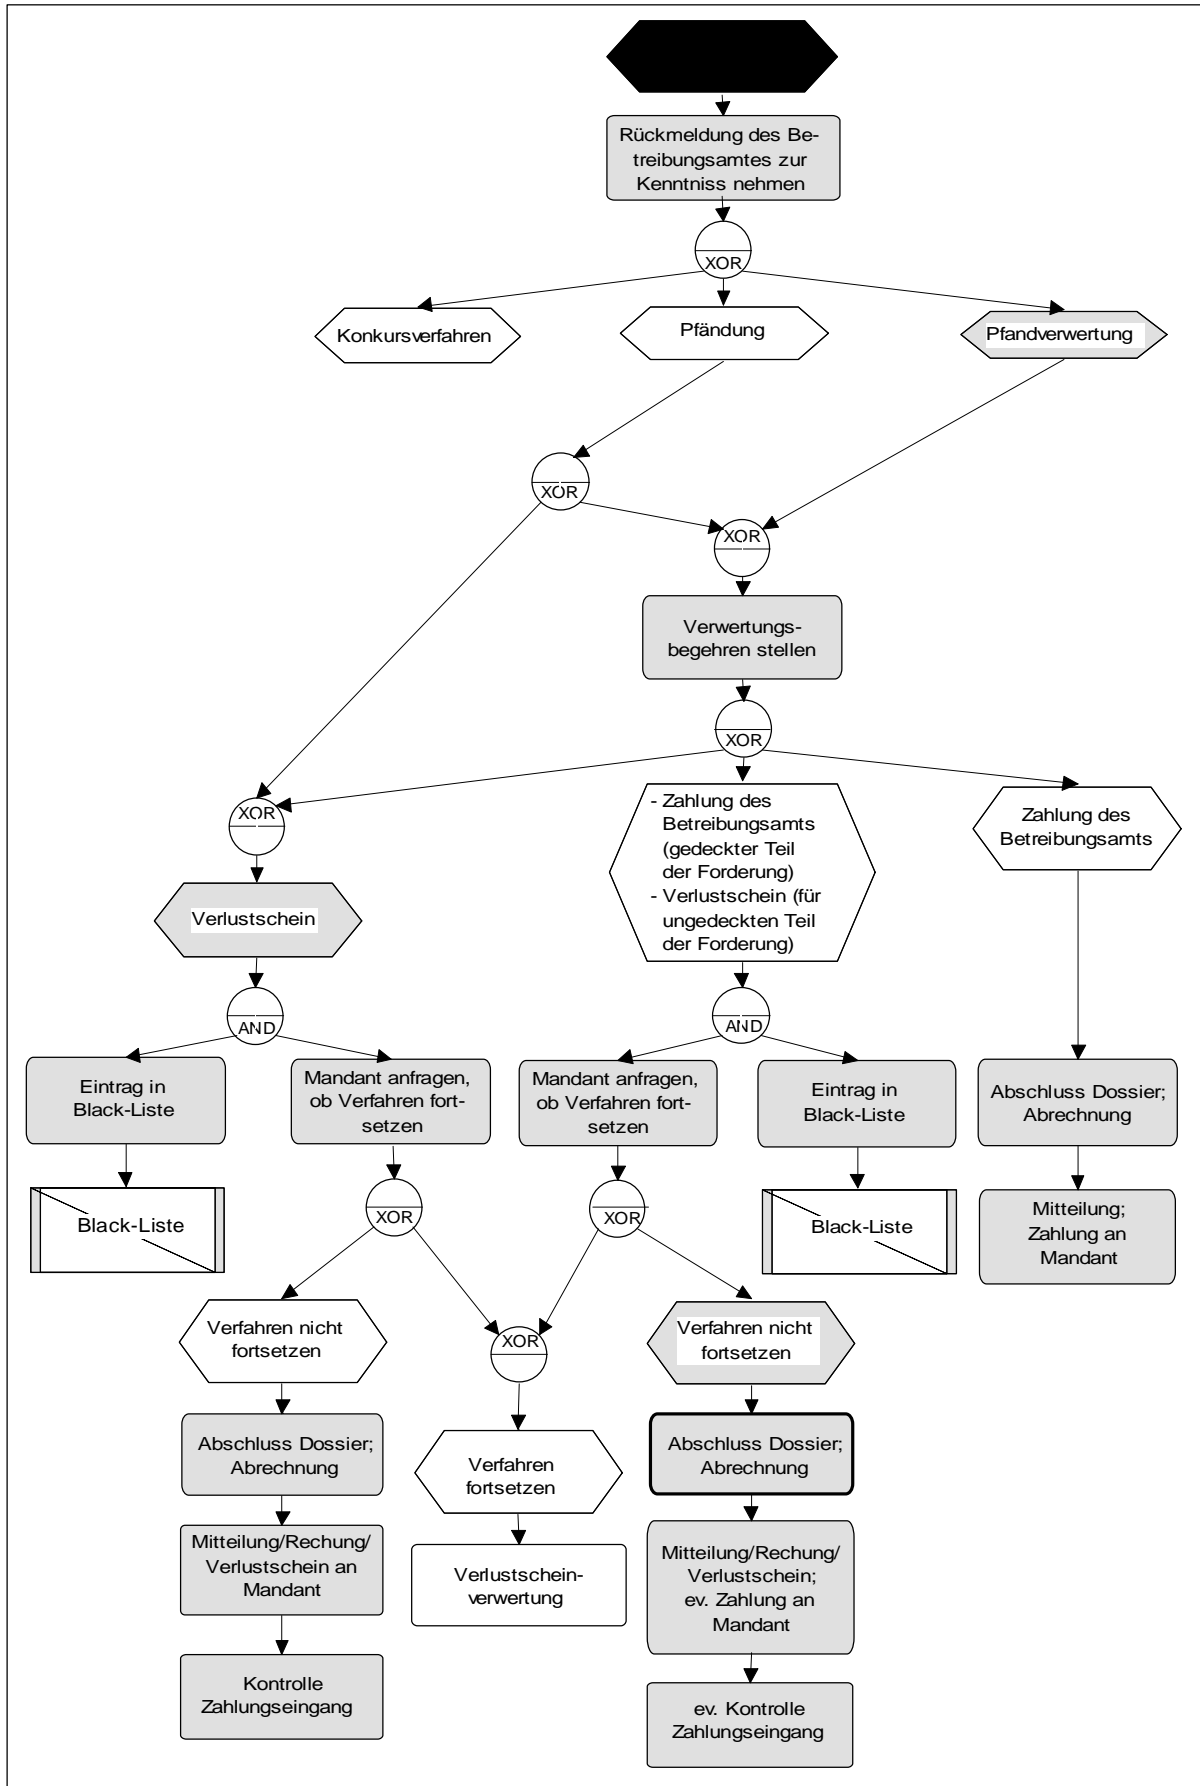 Rückmeldung des Be-
treibungsamtes zur
Kenntniss nehmen
XOR
Konkursverfahren
Pfändung
Pfandverwertung
XOR
XOR
Verwertungs-
begehren stellen
XOR
XOR
- Zahlung des
Betreibungsamts
(gedeckter Teil
der Forderung)
- Verlustschein (für
ungedeckten Teil
der Forderung)
Zahlung des
Betreibungsamts
Verlustschein
AND
AND
Eintrag in
Black-Liste
Mandant anfragen,
ob Verfahren fort-
setzen
Mandant anfragen,
ob Verfahren fort-
setzen
Eintrag in
Black-Liste
Abschluss Dossier;
Abrechnung
Black-Liste
XOR
XOR
Black-Liste
Mitteilung;
Zahlung an
Mandant
Verfahren nicht
fortsetzen
XOR
Verfahren nicht
fortsetzen
Abschluss Dossier;
Abrechnung
Verfahren
fortsetzen
Abschluss Dossier;
Abrechnung
Mitteilung/Rechung/
Verlustschein an
Mandant
Verlustschein-
verwertung
Mitteilung/Rechung/
Verlustschein;
ev. Zahlung an
Mandant
Kontrolle
Zahlungseingang
ev. Kontrolle
Zahlungseingang